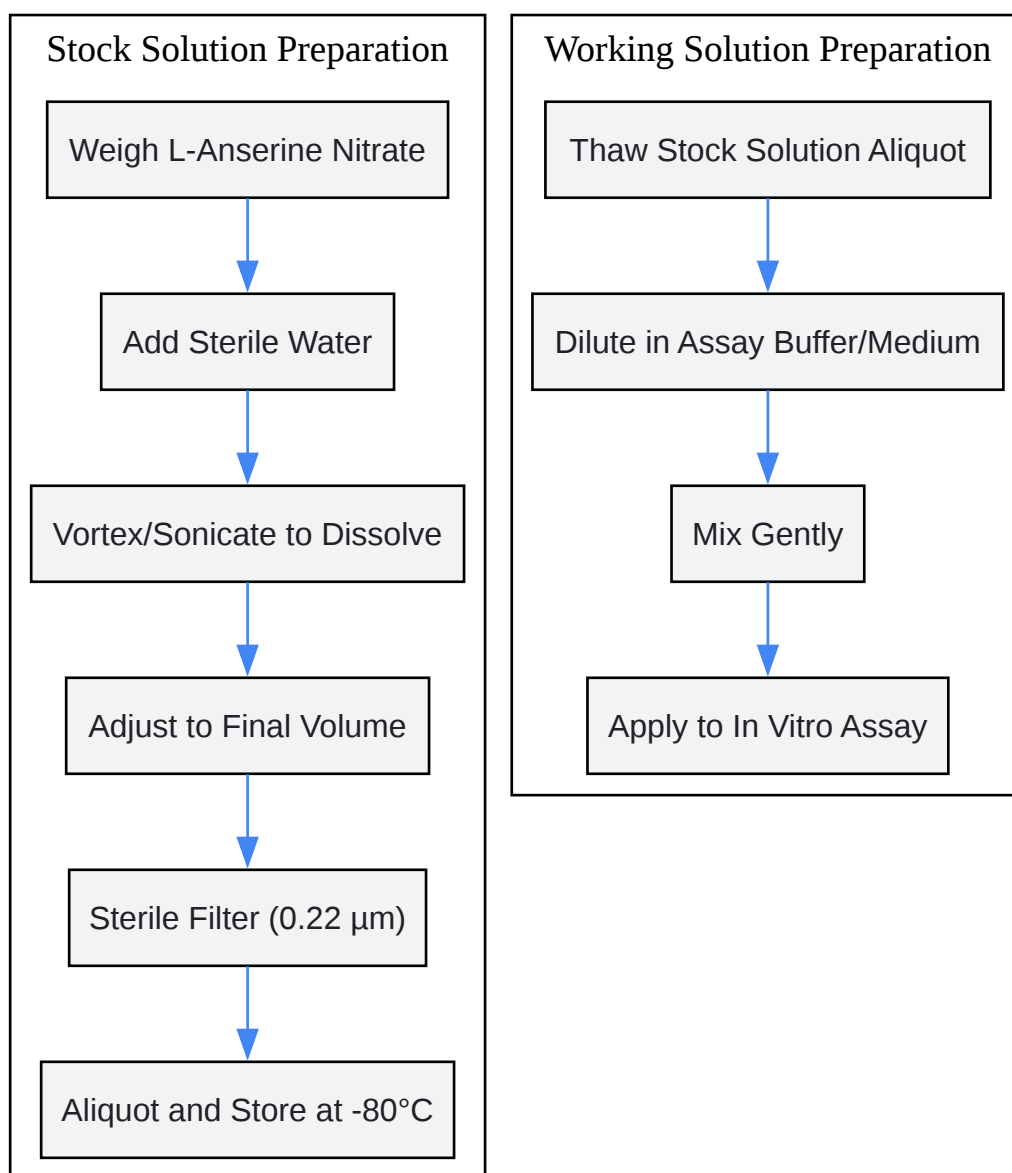 Stock Solution Preparation
Weigh L-Anserine Nitrate
Add Sterile Water
Vortex/Sonicate to Dissolve
Adjust to Final Volume
Sterile Filter (0.22 µm)
Aliquot and Store at -80°C
Working Solution Preparation
Thaw Stock Solution Aliquot
Dilute in Assay Buffer/Medium
Mix Gently
Apply to In Vitro Assay